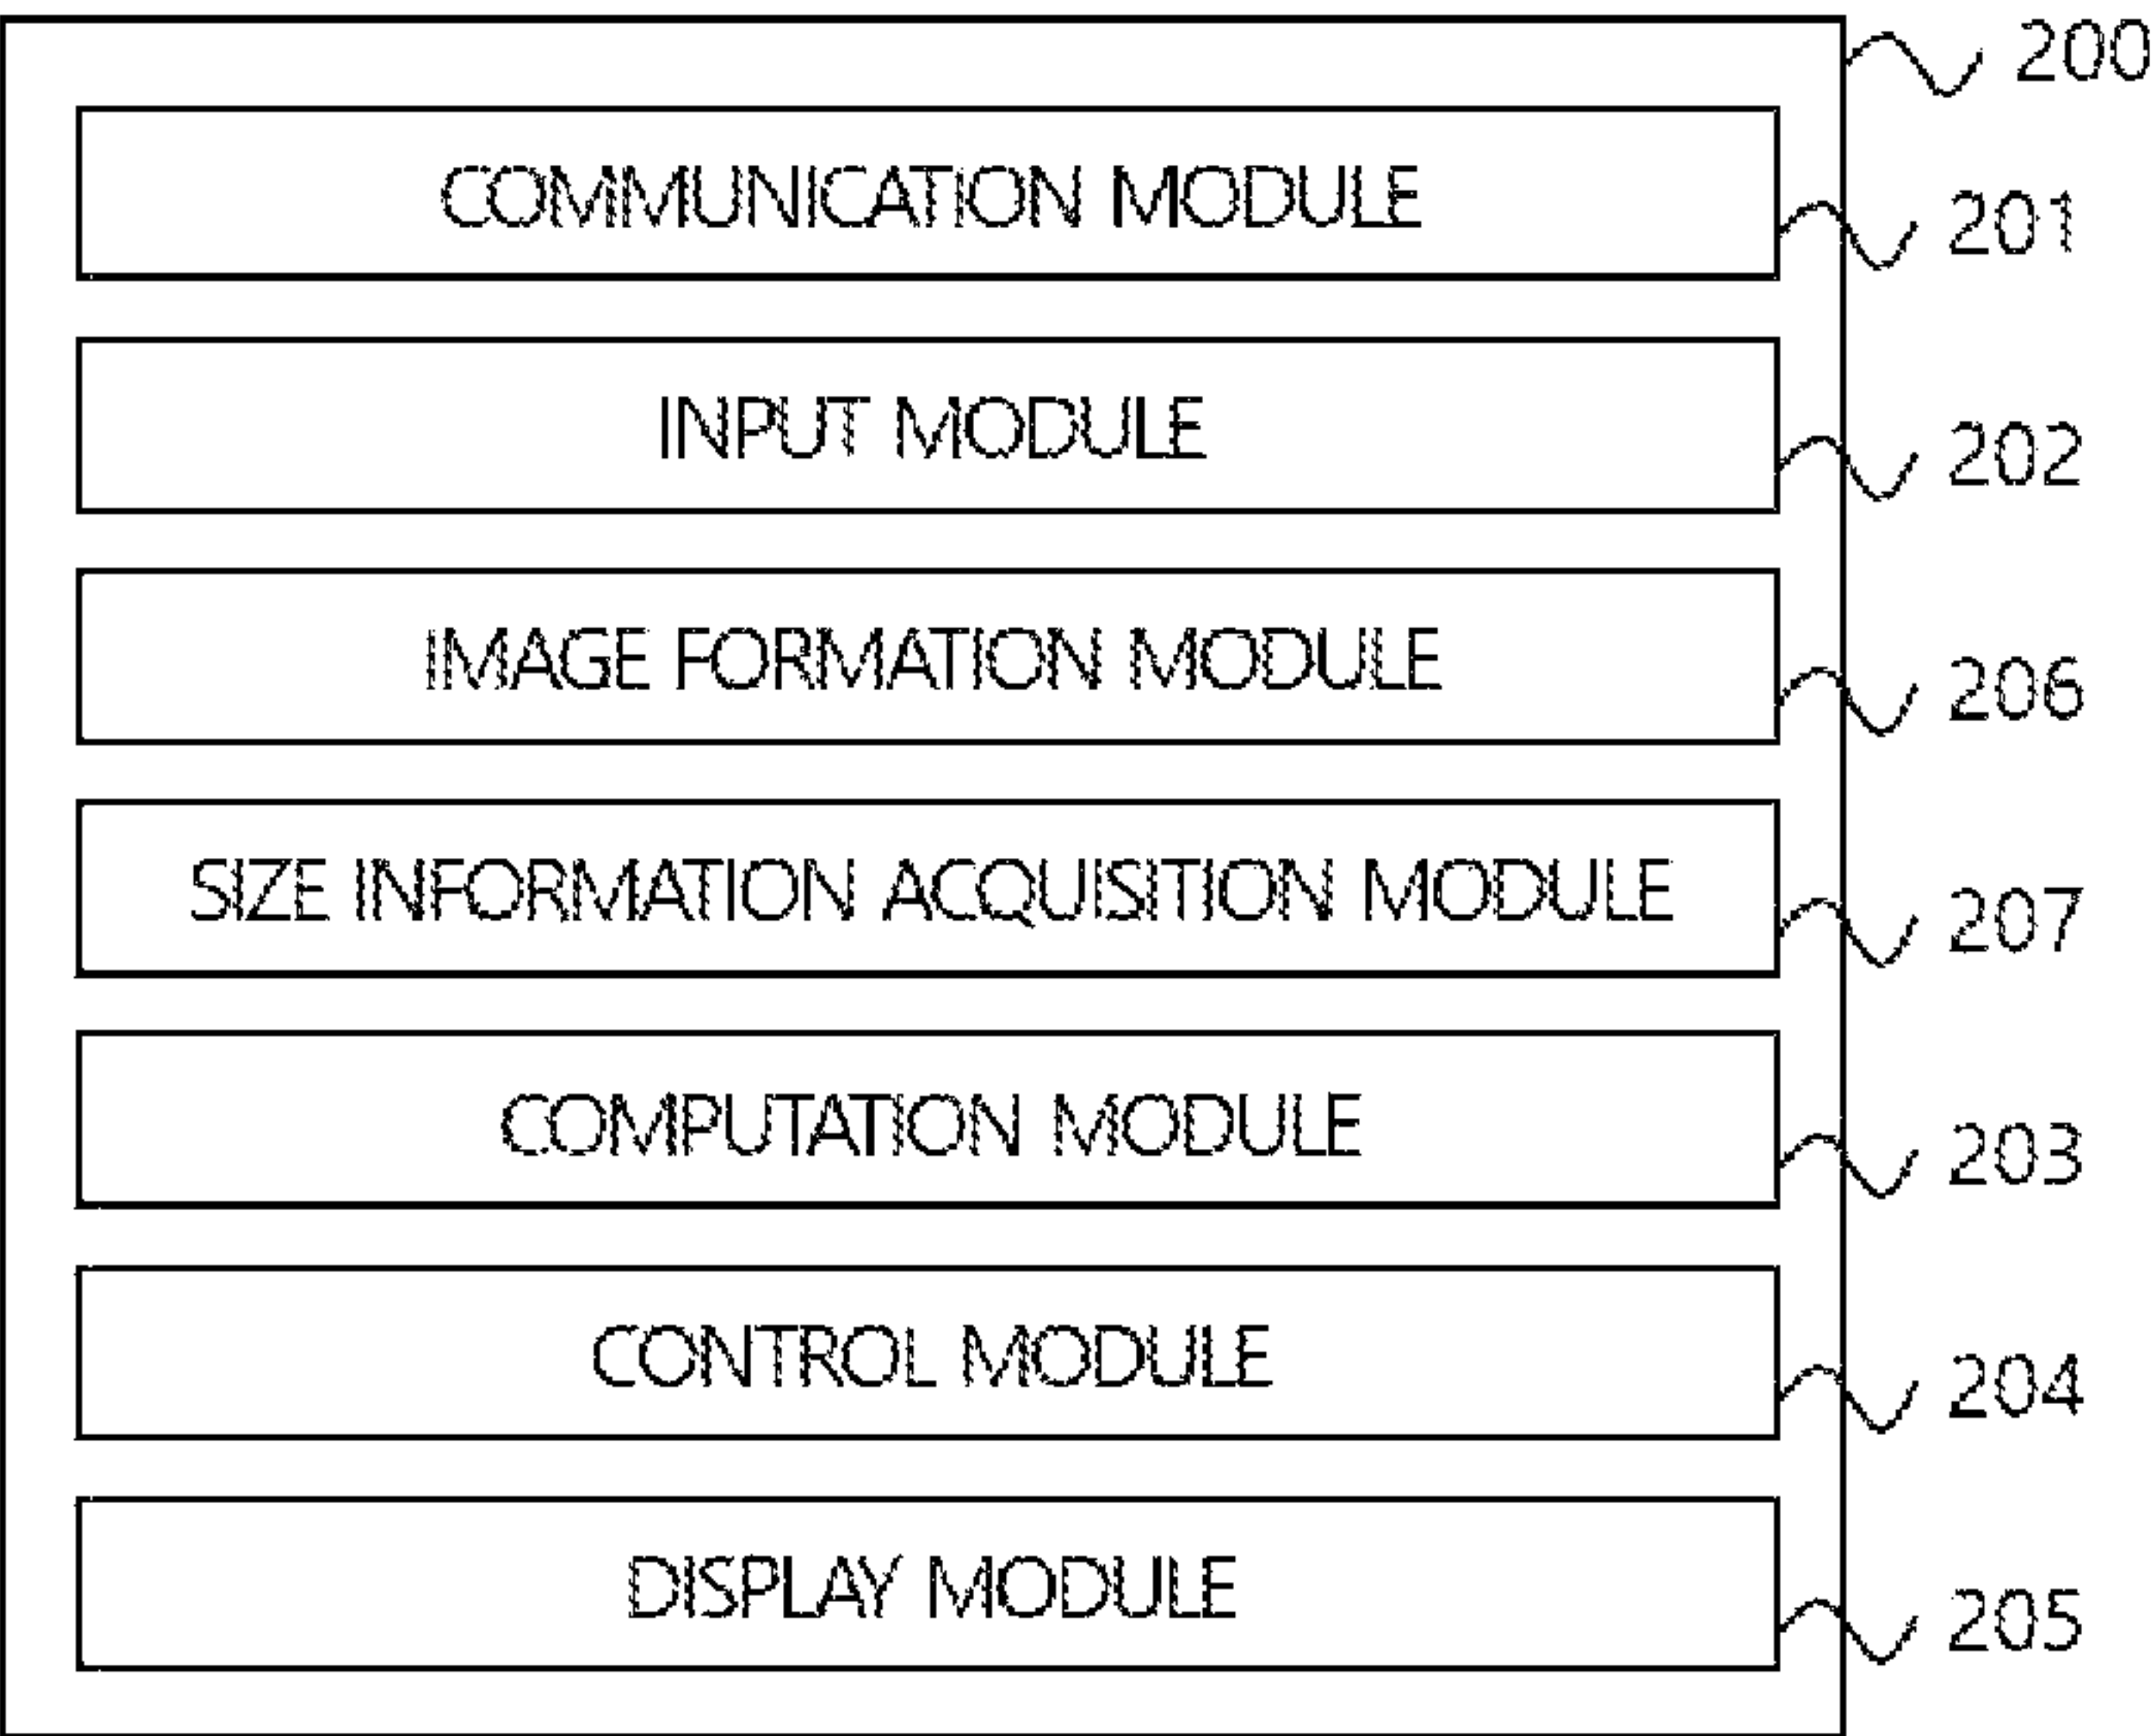 200
COMMUNICATION MODULE 201
INPUT MODULE 202
IMAGE FORMATION MODULE 206
SIZE INFORMATION ACQUISITION MODULE 207
COMPUTATION MODULE 203
CONTROL MODULE 204
DISPLAY MODULE 205